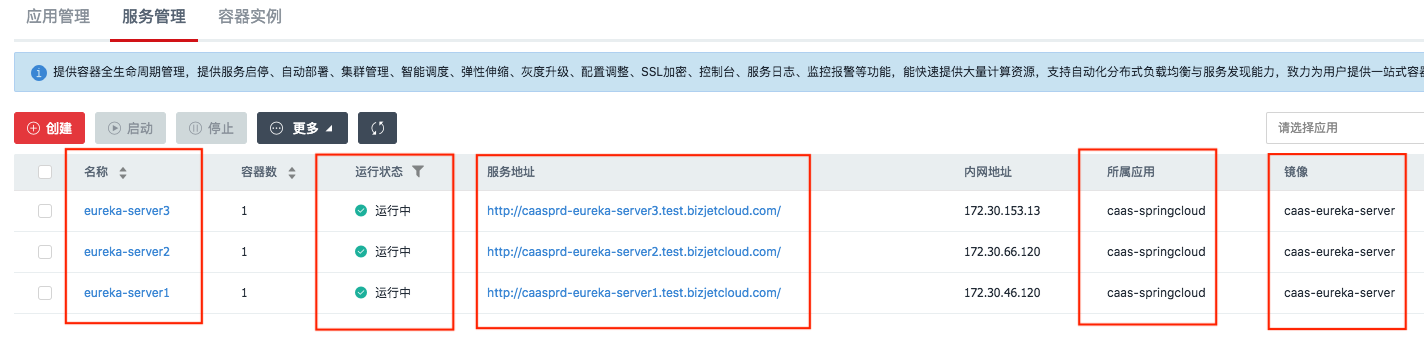 应用管理 服务管理 容器实例
提供容器全生命周期管理，提供服务启停、自动部署、集群管理、智能调度、弹性伸缩、灰度升级、配置调整、SSL加密、控制台、服务日志、监控报警等功能，能快速提供大量计算资源，支持自动化分布式负载均衡与服务发现能力，致力为用户提供一站式容器
创建 启动 停止 更多 请选择应用
名称 容器数 运行状态 服务地址 内网地址 所属应用 镜像
eureka-server3 1 运行中 http://caasprd-eureka-server3.test.bizjetcloud.com/ 172.30.153.13 caas-springcloud caas-eureka-server
eureka-server2 1 运行中 http://caasprd-eureka-server2.test.bizjetcloud.com/ 172.30.66.120 caas-springcloud caas-eureka-server
eureka-server1 1 运行中 http://caasprd-eureka-server1.test.bizjetcloud.com/ 172.30.46.120 caas-springcloud caas-eureka-server